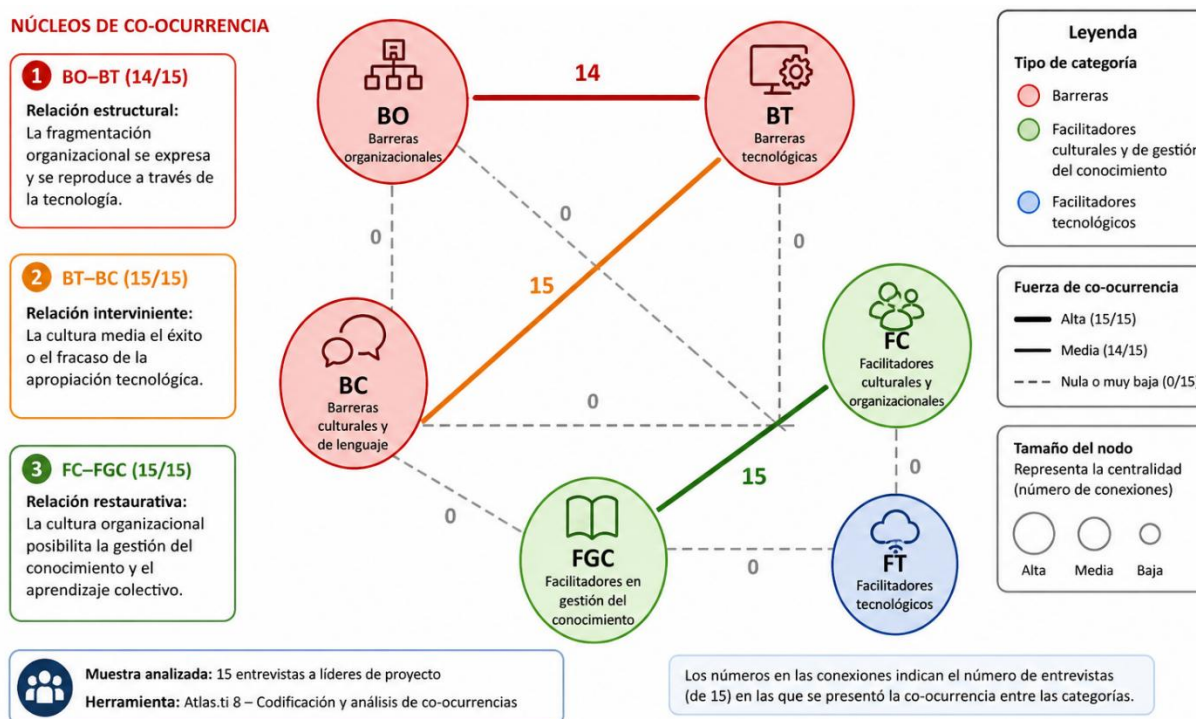 NÚCLEOS DE CO-OCURRENCIA
1 BO–BT (14/15)
Relación estructural:
La fragmentación
organizacional se expresa
y se reproduce a través de
la tecnología.
2 BT–BC (15/15)
Relación interviniente:
La cultura media el éxito
o el fracaso de la
apropiación tecnológica.
3 FC–FGC (15/15)
Relación restaurativa:
La cultura organizacional
posibilita la gestión del
conocimiento y el
aprendizaje colectivo.
BO
Barreras
organizacionales
14
BT
Barreras
tecnológicas
0
0
0
15
BC
Barreras culturales y
de lenguaje
0
FC
Facilitadores
culturales y
organizacionales
15
0
0
FGC
Facilitadores en
gestión del
conocimiento
0
FT
Facilitadores
tecnológicos
Leyenda
Tipo de categoría
Barreras
Facilitadores
culturales y de gestión
del conocimiento
Facilitadores
tecnológicos
Fuerza de co-ocurrencia
Alta (15/15)
Media (14/15)
Nula o muy baja (0/15)
Tamaño del nodo
Representa la centralidad
(número de conexiones)
Alta Media Baja
Muestra analizada: 15 entrevistas a líderes de proyecto
Herramienta: Atlas.ti 8 – Codificación y análisis de co-ocurrencias
Los números en las conexiones indican el número de entrevistas
(de 15) en las que se presentó la co-ocurrencia entre las categorías.